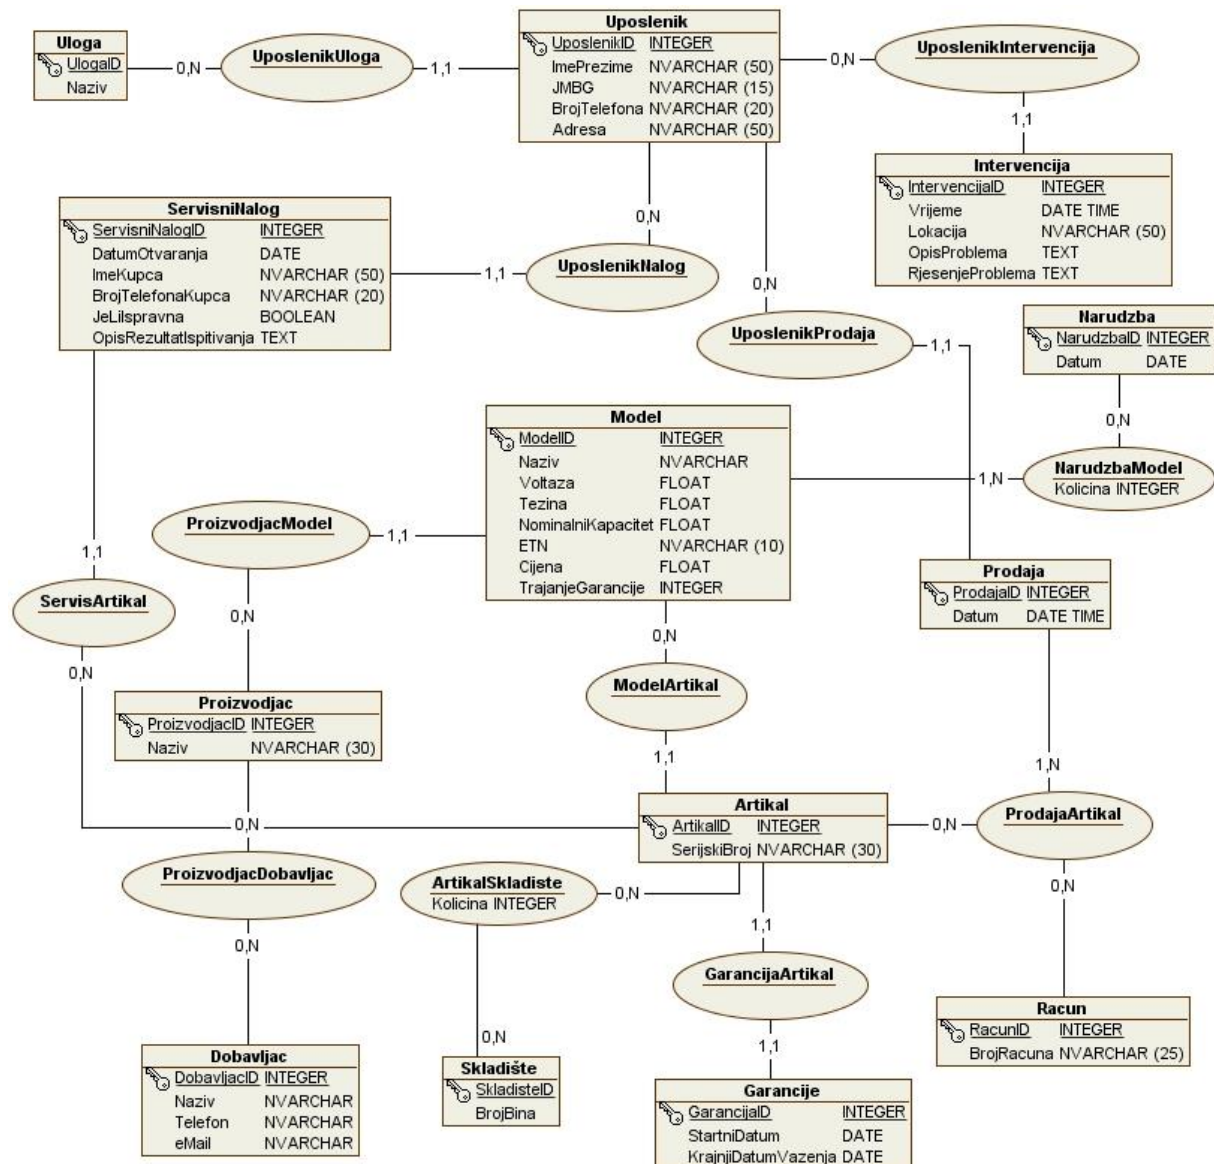 Uloga
UlogaID
Naziv
0,N
UposlenikUloga
1,1
Uposlenik
UposlenikID INTEGER
ImePrezime NVARCHAR (50)
JMBG NVARCHAR (15)
BrojTelefona NVARCHAR (20)
Adresa NVARCHAR (50)
0,N
UposlenikIntervencija
1,1
Intervencija
IntervencijaID INTEGER
Vrijeme DATE TIME
Lokacija NVARCHAR (50)
OpisProblema TEXT
RjesenjeProblema TEXT
ServisniNalog
ServisniNalogID INTEGER
DatumOtvaranja DATE
ImeKupca NVARCHAR (50)
BrojTelefonaKupca NVARCHAR (20)
JeLiIspravna BOOLEAN
OpisRezultatIspitivanja TEXT
1,1
0,N
UposlenikNalog
0,N
UposlenikProdaja
1,1
Narudzba
NarudzbaID INTEGER
Datum DATE
0,N
NarudzbaModel
Kolicina INTEGER
1,N
Model
ModelID INTEGER
Naziv NVARCHAR
Voltaza FLOAT
Tezina FLOAT
NominalniKapacitet FLOAT
ETN NVARCHAR (10)
Cijena FLOAT
TrajanjeGarancije INTEGER
ProizvodjacModel
1,1
0,N
1,1
ServisArtikal
0,N
Prodaja
ProdajaID INTEGER
Datum DATE TIME
0,N
ModelArtikal
1,1
Proizvodjac
ProizvodjacID INTEGER
Naziv NVARCHAR (30)
0,N
ProizvodjacDobavljac
0,N
Artikal
ArtikalID INTEGER
SerijskiBroj NVARCHAR (30)
0,N
1,N
ProdajaArtikal
0,N
ArtikalSkladiste
Kolicina INTEGER
0,N
1,1
GarancijaArtikal
1,1
0,N
Racun
RacunID INTEGER
BrojRacuna NVARCHAR (25)
Dobavljac
DobavljacID INTEGER
Naziv NVARCHAR
Telefon NVARCHAR
eMail NVARCHAR
Skladište
SkladisteID
BrojBina
Garancije
GarancijaID INTEGER
StartniDatum DATE
KrajnjiDatumVazenja DATE